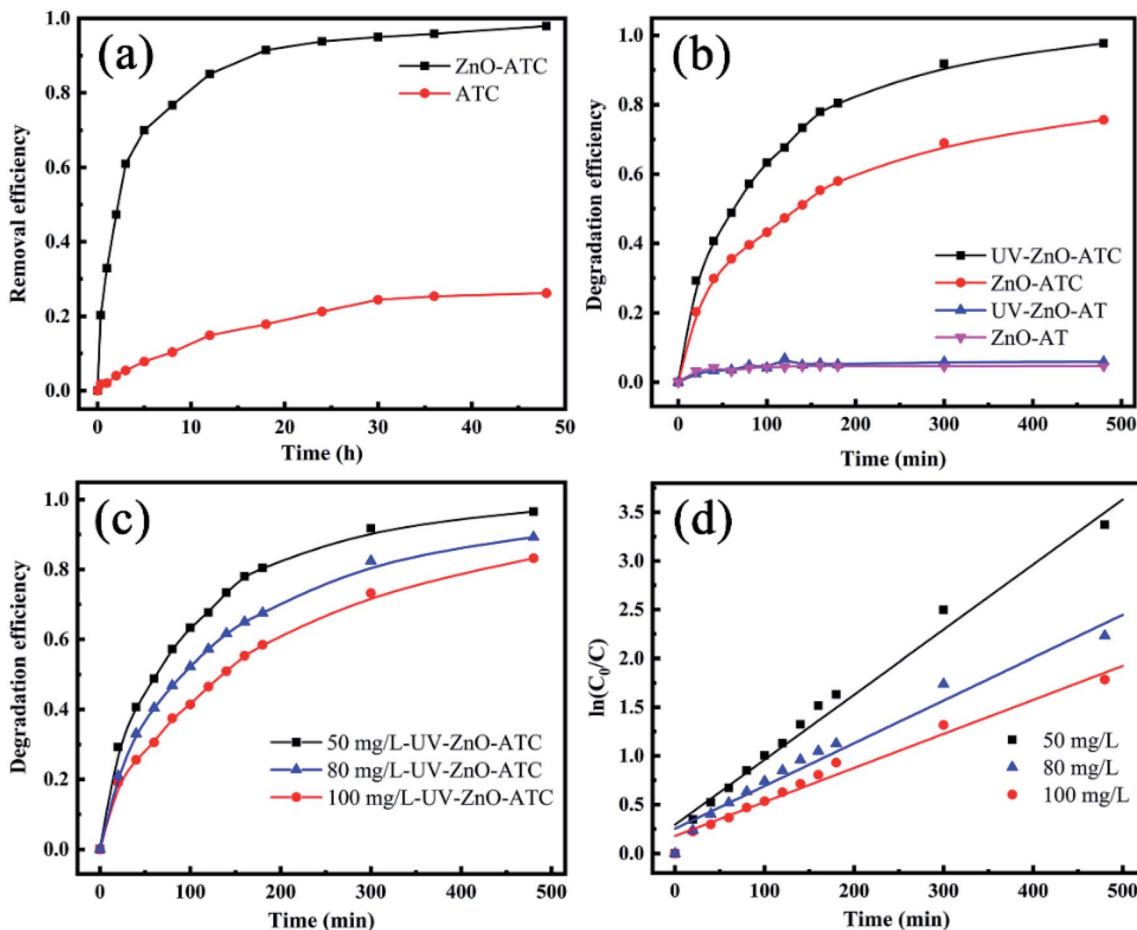 (a)
1.0
0.8
0.6
0.4
0.2
0.0
Removal efficiency
ZnO-ATC
ATC
0 10 20 30 40 50
Time (h)
(b)
1.0
0.8
0.6
0.4
0.2
0.0
Degradation efficiency
UV-ZnO-ATC
ZnO-ATC
UV-ZnO-AT
ZnO-AT
0 100 200 300 400 500
Time (min)
(c)
1.0
0.8
0.6
0.4
0.2
0.0
Degradation efficiency
50 mg/L-UV-ZnO-ATC
80 mg/L-UV-ZnO-ATC
100 mg/L-UV-ZnO-ATC
0 100 200 300 400 500
Time (min)
(d)
3.5
3.0
2.5
2.0
1.5
1.0
0.5
0.0
ln(C₀/C)
50 mg/L
80 mg/L
100 mg/L
0 100 200 300 400 500
Time (min)